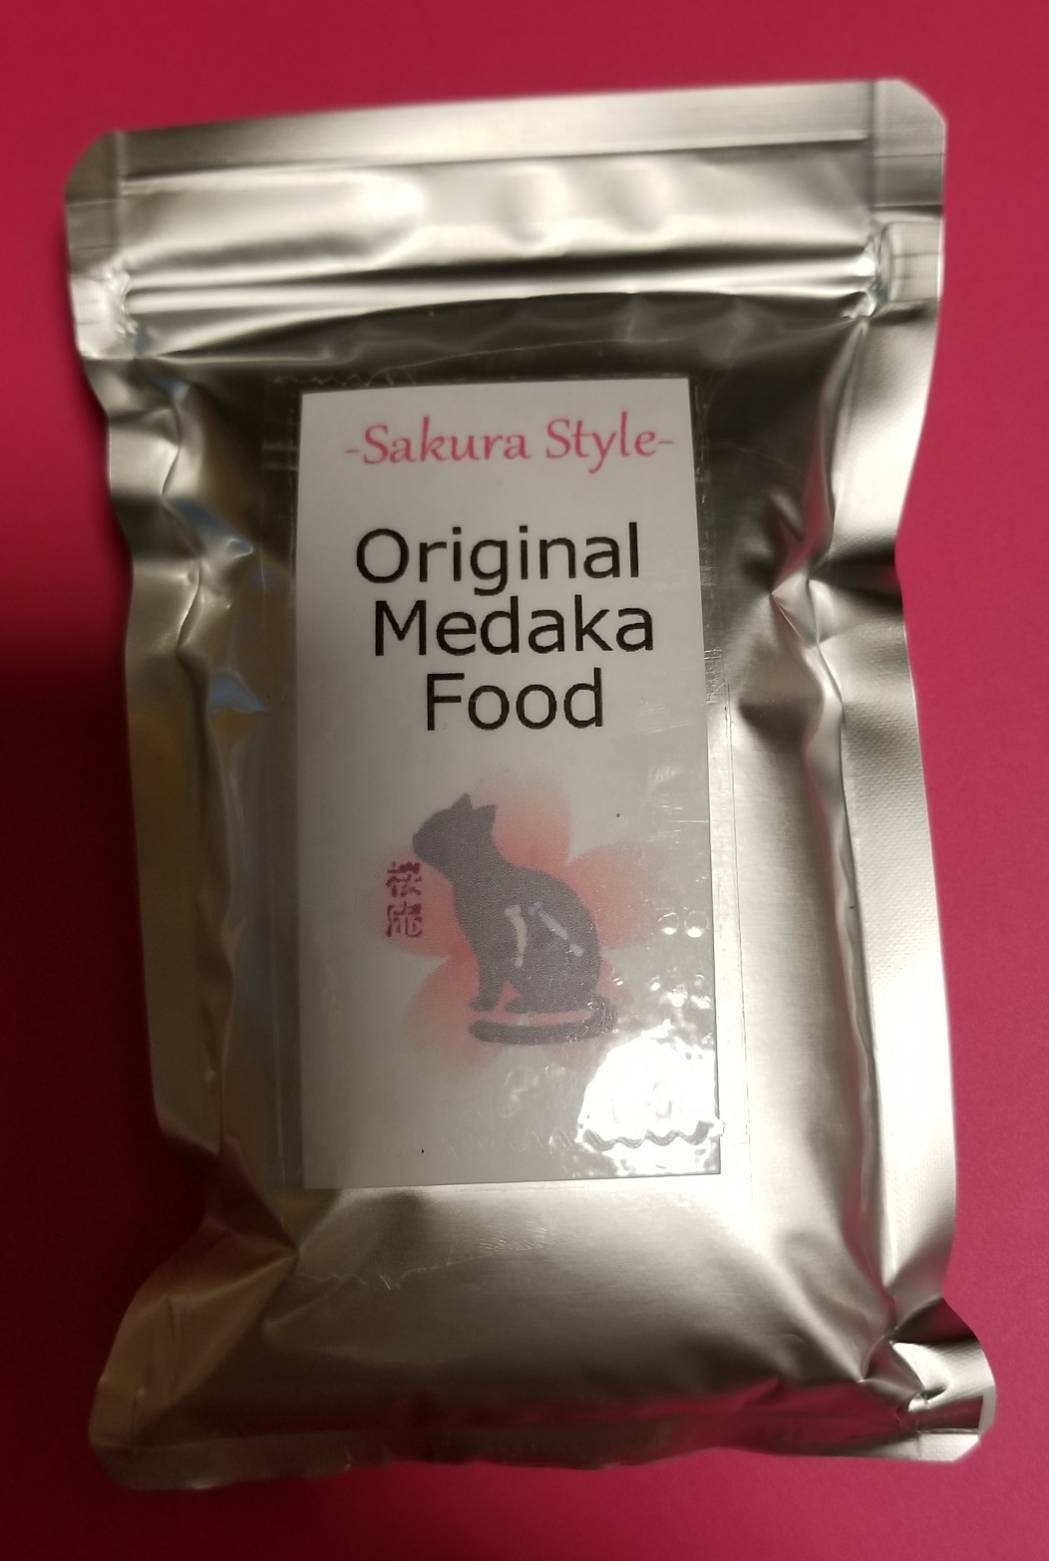 -Sakura Style-
Original
Medaka
Food